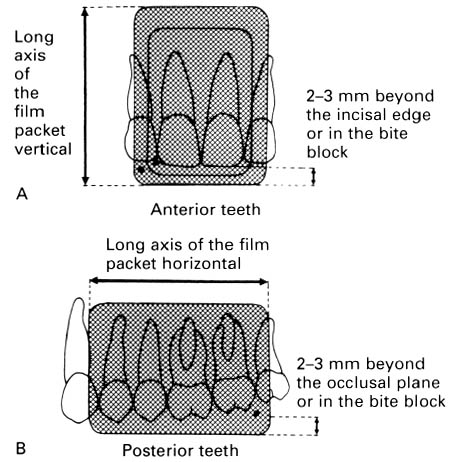 Long
axis
of
the
film
packet
vertical
2–3 mm beyond
the incisal edge
or in the bite
block
A
Anterior teeth
Long axis of the film
packet horizontal
2–3 mm beyond
the occlusal plane
or in the bite block
B
Posterior teeth